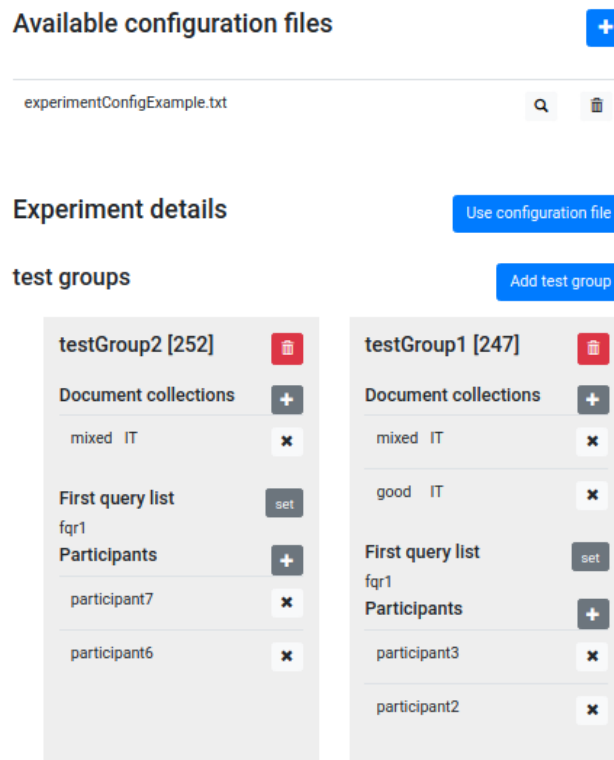 Available configuration files
experimentConfigExample.txt
Experiment details
Use configuration file
test groups
Add test group
testGroup2 [252]
Document collections
mixed IT
First query list
set
fqr1
Participants
participant7
participant6
testGroup1 [247]
Document collections
mixed IT
good IT
First query list
set
fqr1
Participants
participant3
participant2